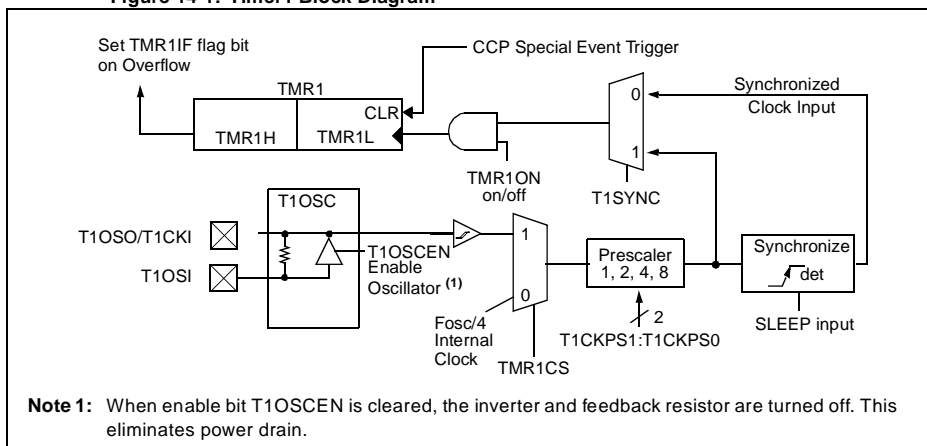 Figure 14-1: Timer1 Block Diagram
Set TMR1IF flag bit
on Overflow
CCP Special Event Trigger
TMR1
CLR
TMR1H
TMR1L
TMR1ON
on/off
0
1
T1SYNC
Synchronized
Clock Input
T1OSC
T1OSO/T1CKI
T1OSI
T1OSCEN
Enable
Oscillator (1)
1
0
Fosc/4
Internal
Clock
TMR1CS
Prescaler
1, 2, 4, 8
2
T1CKPS1:T1CKPS0
Synchronize
det
SLEEP input
Note 1: When enable bit T1OSCEN is cleared, the inverter and feedback resistor are turned off. This
eliminates power drain.